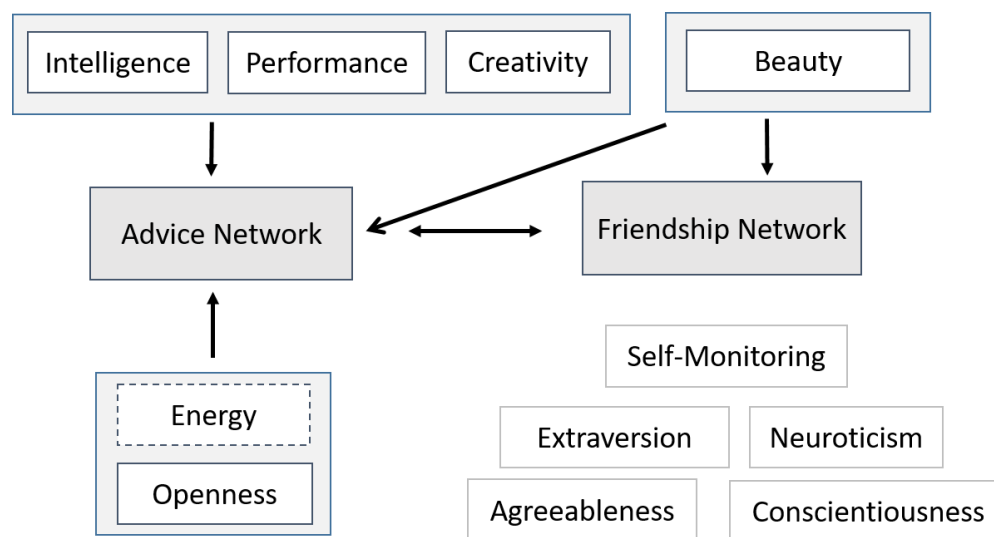 Intelligence
Performance
Creativity
Beauty
Advice Network
Friendship Network
Self-Monitoring
Energy
Extraversion
Neuroticism
Openness
Agreeableness
Conscientiousness